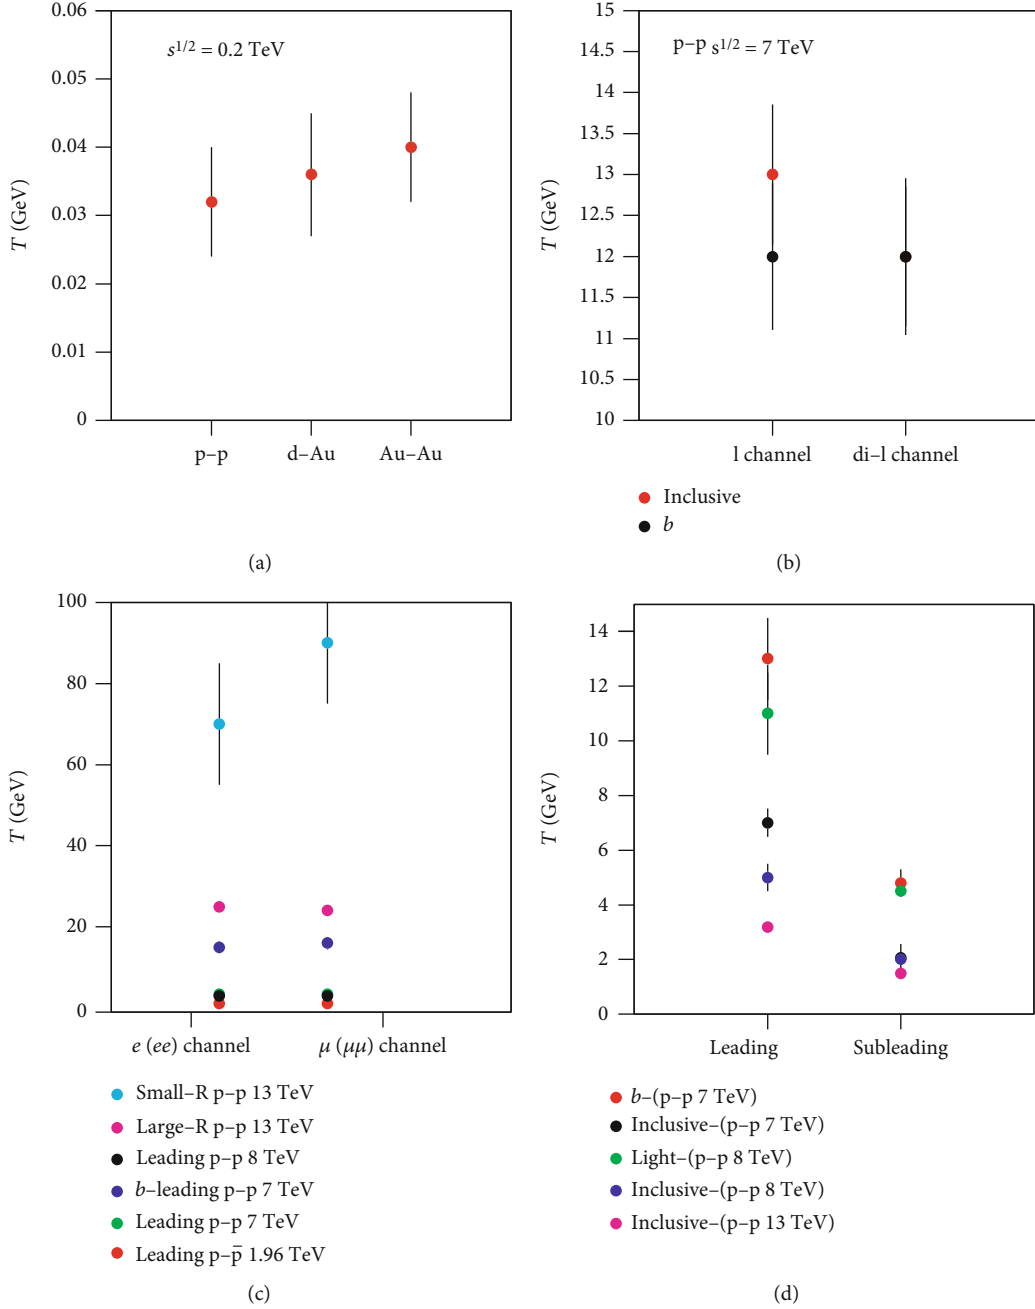 s1/2 = 0.2 TeV
0.06
0.05
0.04
0.03
0.02
0.01
0
T (GeV)
p–p
d–Au
Au–Au
(a)
p–p s1/2 = 7 TeV
15
14.5
14
13.5
13
12.5
12
11.5
11
10.5
10
T (GeV)
l channel
di–l channel
Inclusive
b
(b)
100
80
60
40
20
0
T (GeV)
e (ee) channel
μ (μμ) channel
Small–R p–p 13 TeV
Large–R p–p 13 TeV
Leading p–p 8 TeV
b–leading p–p 7 TeV
Leading p–p 7 TeV
Leading p–p̄ 1.96 TeV
(c)
14
12
10
8
6
4
2
0
T (GeV)
Leading
Subleading
b–(p–p 7 TeV)
Inclusive–(p–p 7 TeV)
Light–(p–p 8 TeV)
Inclusive–(p–p 8 TeV)
Inclusive–(p–p 13 TeV)
(d)